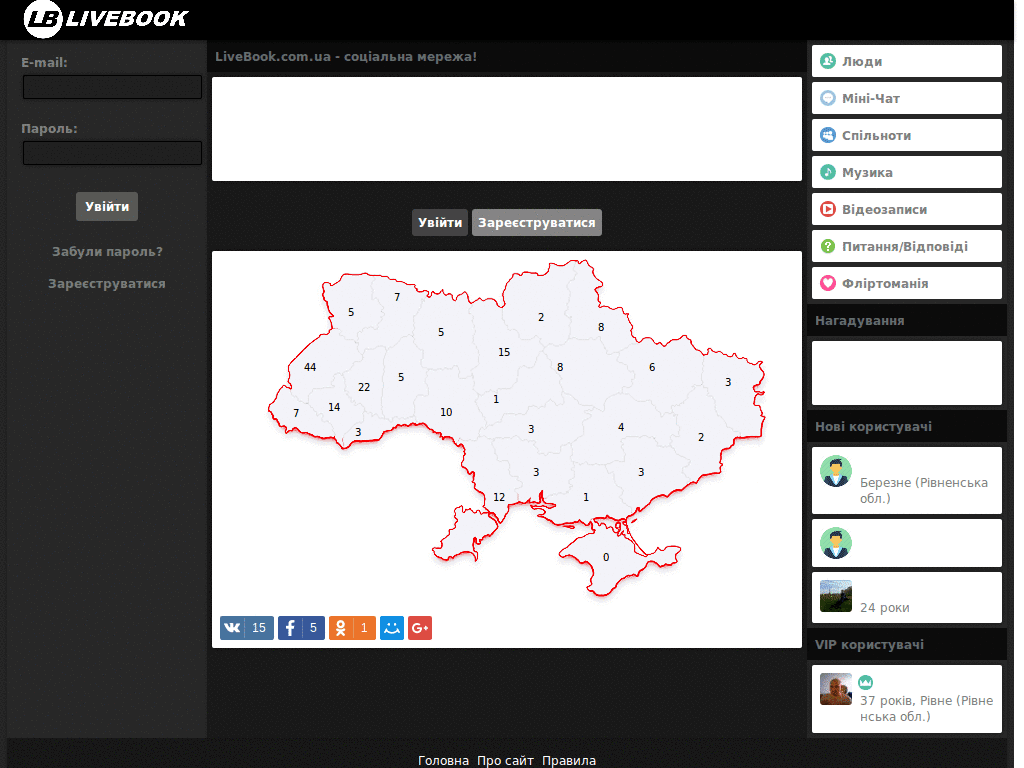 LB LIVEBOOK
E-mail:
Пароль:
Увійти
Забули пароль?
Зареєструватися
LiveBook.com.ua - соціальна мережа!
Увійти Зареєструватися
5
7
5
2
8
15
44
8
6
22
5
3
1
7
14
10
3
3
4
2
3
3
12
1
0
15
5
1
G+
Люди
Міні-Чат
Спільноти
Музика
Відеозаписи
Питання/Відповіді
Фліртоманія
Нагадування
Нові користувачі
Березне (Рівненська
обл.)
24 роки
VIP користувачі
37 років, Рівне (Рівне
нська обл.)
Головна Про сайт Правила